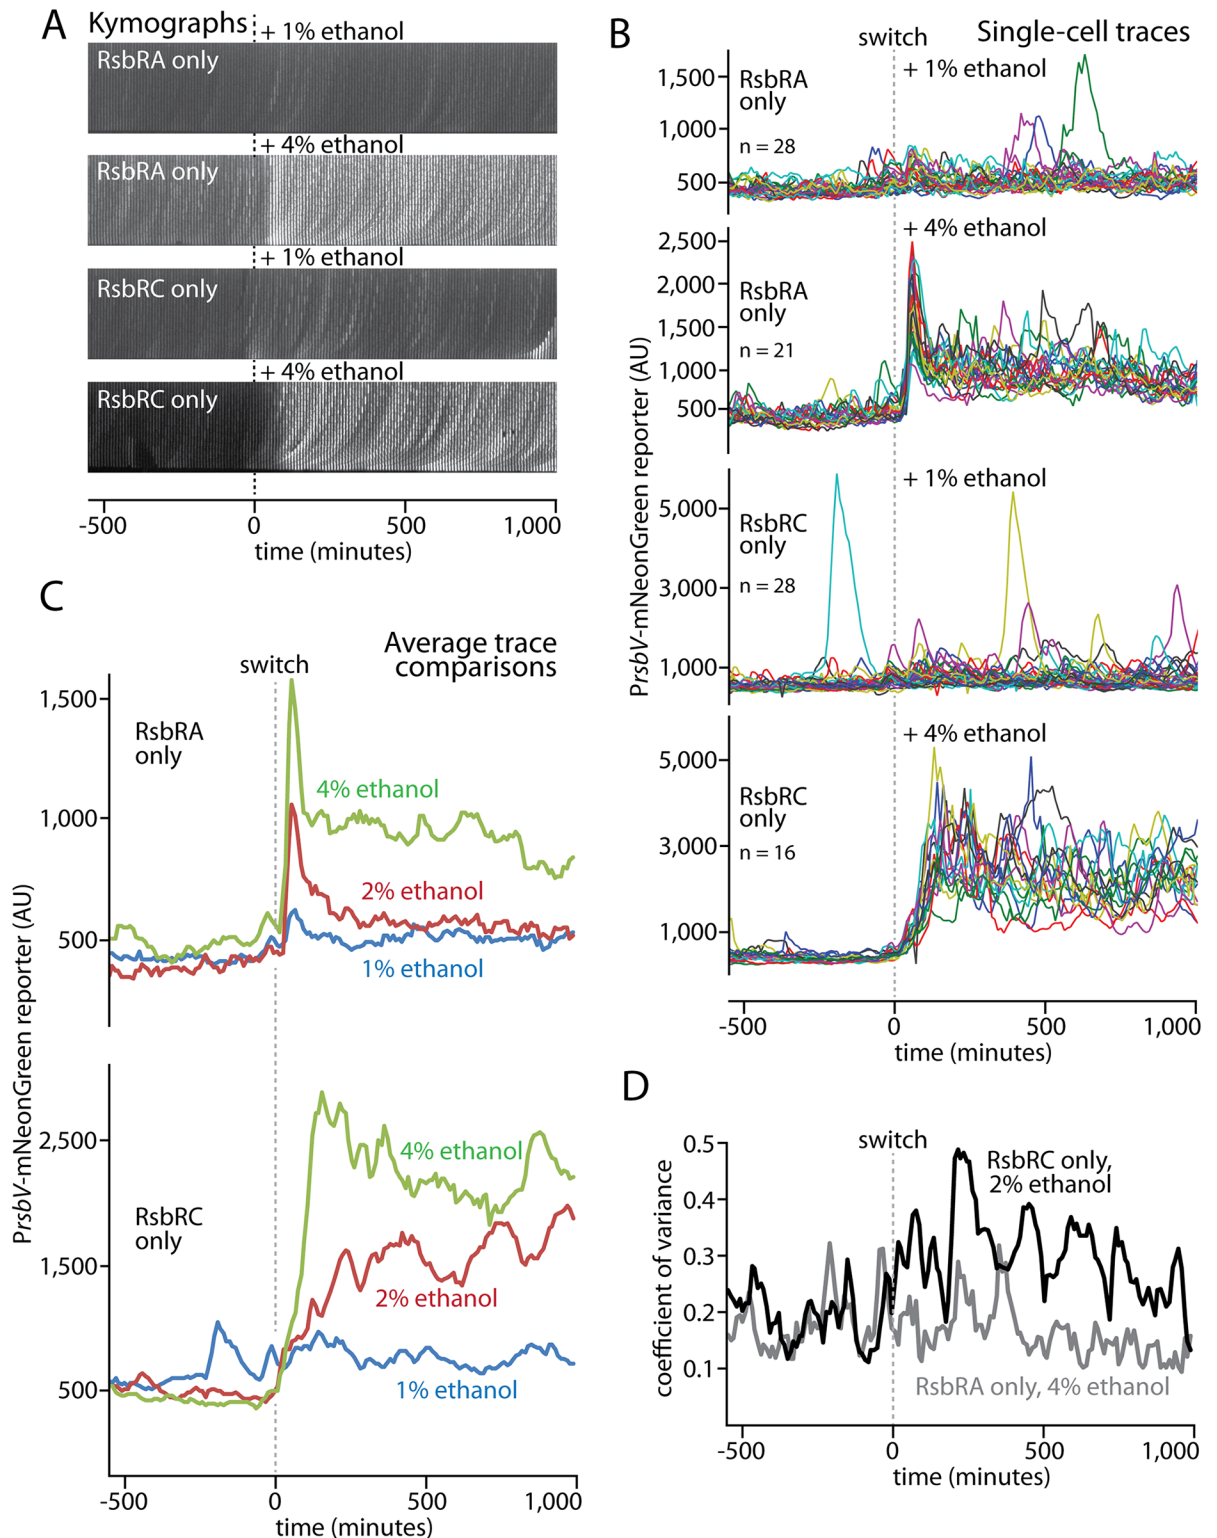 A
Kymographs
+ 1% ethanol
RsbRA only
+ 4% ethanol
RsbRA only
+ 1% ethanol
RsbRC only
+ 4% ethanol
RsbRC only
-500
0
500
1,000
time (minutes)
B
switch
Single-cell traces
PrsbV-mNeonGreen reporter (AU)
+ 1% ethanol
RsbRA
only
n = 28
1,500
1,000
500
+ 4% ethanol
RsbRA
only
n = 21
2,500
2,000
1,500
1,000
500
+ 1% ethanol
RsbRC
only
n = 28
5,000
3,000
1,000
+ 4% ethanol
RsbRC
only
n = 16
5,000
3,000
1,000
-500
0
500
1,000
time (minutes)
C
Average trace
comparisons
switch
PrsbV-mNeonGreen reporter (AU)
RsbRA
only
1,500
1,000
500
4% ethanol
2% ethanol
1% ethanol
RsbRC
only
2,500
1,500
500
4% ethanol
2% ethanol
1% ethanol
-500
0
500
1,000
time (minutes)
D
switch
coefficient of variance
0.5
0.4
0.3
0.2
0.1
RsbRC only,
2% ethanol
RsbRA only, 4% ethanol
-500
0
500
1,000
time (minutes)